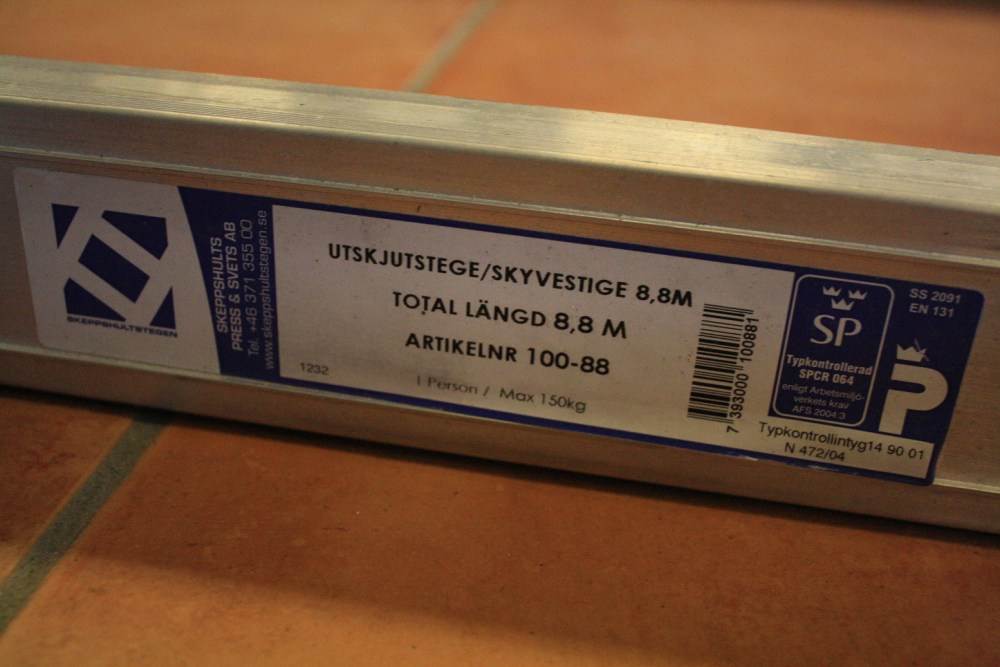 SKEPPSHULTSTEGEN
SKEPPSHULTS
PRESS & SVETS AB
Tel. +46 371 355 00
www.skeppshultstegen.se
UTSKJUTSTEGE/SKYVESTIGE 8,8M
TOTAL LÄNGD 8,8 M
ARTIKELNR 100-88
1232
1 Person / Max 150kg
7 393000 100881
SP
Typkontrollerad
SPCR 064
enligt Arbetsmiljö-
verkets krav
AFS 2004:3
SS 2091
EN 131
P
Typkontrollintyg14 90 01
N 472/04